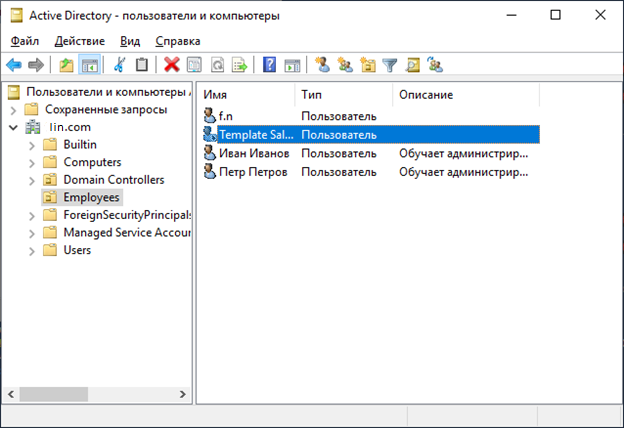 Active Directory - пользователи и компьютеры
Файл Действие Вид Справка
Пользователи и компьютеры A
Сохраненные запросы
lin.com
Builtin
Computers
Domain Controllers
Employees
ForeignSecurityPrincipals
Managed Service Accour
Users
Имя Тип Описание
f.n Пользователь
Template Sal... Пользователь
Иван Иванов Пользователь Обучает администрир...
Петр Петров Пользователь Обучает администрир...